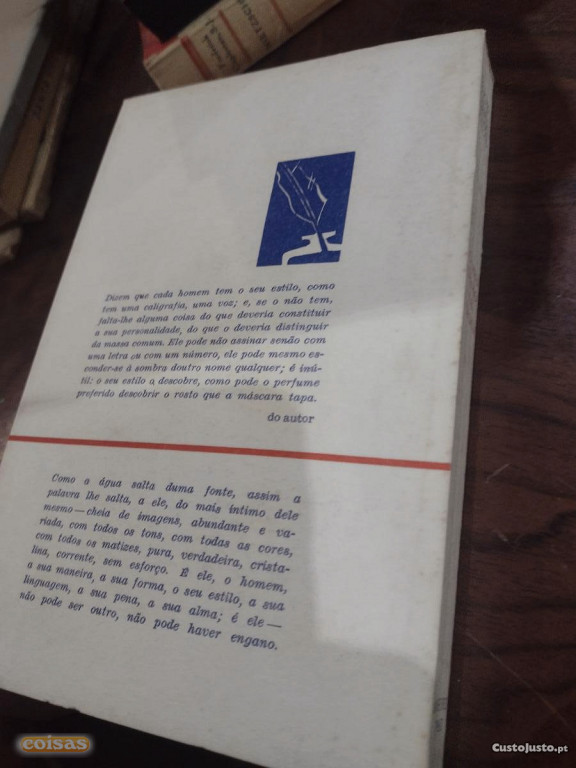 Dizem que cada homem tem o seu estilo, como
tem uma caligrafia, uma voz; e, se o não tem,
falta-lhe alguma coisa do que deveria constituir
a sua personalidade, do que o deveria distinguir
da massa comum. Ele pode não assinar senão com
uma letra ou com um número, ele pode mesmo es-
conder-se à sombra doutro nome qualquer; é inú-
til: o seu estilo o descobre, como pode o perfume
preferido descobrir o rosto que a máscara tapa.
do autor
Como a água salta duma fonte, assim a
palavra lhe salta, a ele, do mais íntimo dele
mesmo — cheia de imagens, abundante e va-
riada, com todos os tons, com todas as cores,
com todos os matizes, pura, verdadeira, crista-
lina, corrente, sem esforço. É ele, o homem,
a sua maneira, a sua forma, o seu estilo, a sua
linguagem, a sua pena, a sua alma; é ele —
não pode ser outro, não pode haver engano.
coisas
CustoJusto.pt